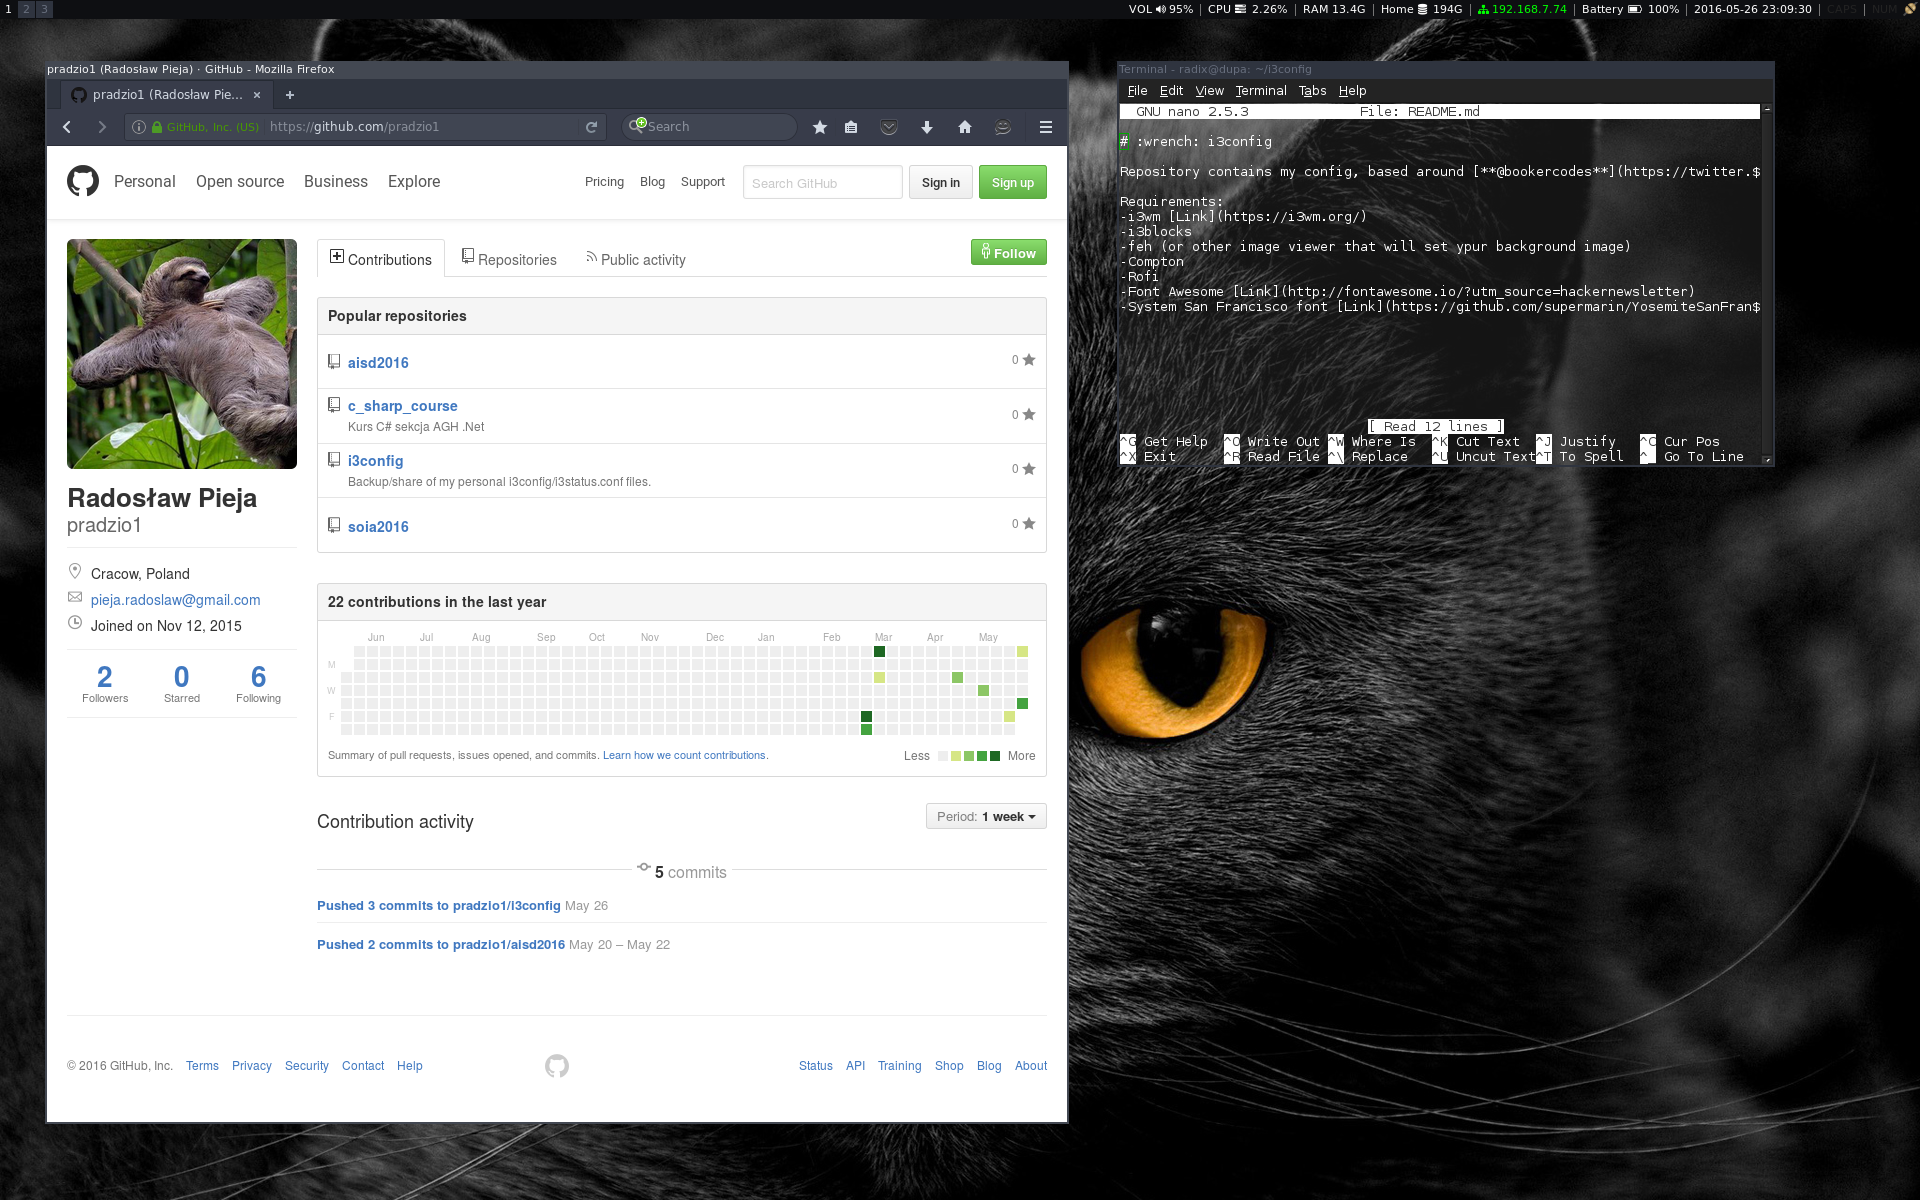 1 2 3
VOL 95% | CPU 2.26% | RAM 13.4G | Home 194G | 192.168.7.74 | Battery 100% | 2016-05-26 23:09:30 | CAPS | NUM
pradzio1 (Radosław Pieja) · GitHub - Mozilla Firefox
pradzio1 (Radosław Pie...
GitHub, Inc. (US) https://github.com/pradzio1
Search
Personal Open source Business Explore
Pricing Blog Support
Search GitHub
Sign in
Sign up
Contributions
Repositories
Public activity
Follow
Popular repositories
aisd2016
0
c_sharp_course
0
Kurs C# sekcja AGH .Net
i3config
0
Backup/share of my personal i3config/i3status.conf files.
soia2016
0
Radosław Pieja
pradzio1
Cracow, Poland
pieja.radoslaw@gmail.com
Joined on Nov 12, 2015
2 0 6
Followers Starred Following
22 contributions in the last year
Jun Jul Aug Sep Oct Nov Dec Jan Feb Mar Apr May
M
W
F
Summary of pull requests, issues opened, and commits. Learn how we count contributions.
Less More
Contribution activity
Period: 1 week
5 commits
Pushed 3 commits to pradzio1/i3config May 26
Pushed 2 commits to pradzio1/aisd2016 May 20 – May 22
© 2016 GitHub, Inc. Terms Privacy Security Contact Help
Status API Training Shop Blog About
Terminal - radix@dupa: ~/i3config
File Edit View Terminal Tabs Help
GNU nano 2.5.3 File: README.md
# :wrench: i3config
Repository contains my config, based around [**@bookercodes**](https://twitter.$
Requirements:
-i3wm [Link](https://i3wm.org/)
-i3blocks
-feh (or other image viewer that will set ypur background image)
-Compton
-Rofi
-Font Awesome [Link](http://fontawesome.io/?utm_source=hackernewsletter)
-System San Francisco font [Link](https://github.com/supermarin/YosemiteSanFran$
[ Read 12 lines ]
^G Get Help ^O Write Out ^W Where Is ^K Cut Text ^J Justify ^C Cur Pos
^X Exit ^R Read File ^\ Replace ^U Uncut Text ^T To Spell ^_ Go To Line